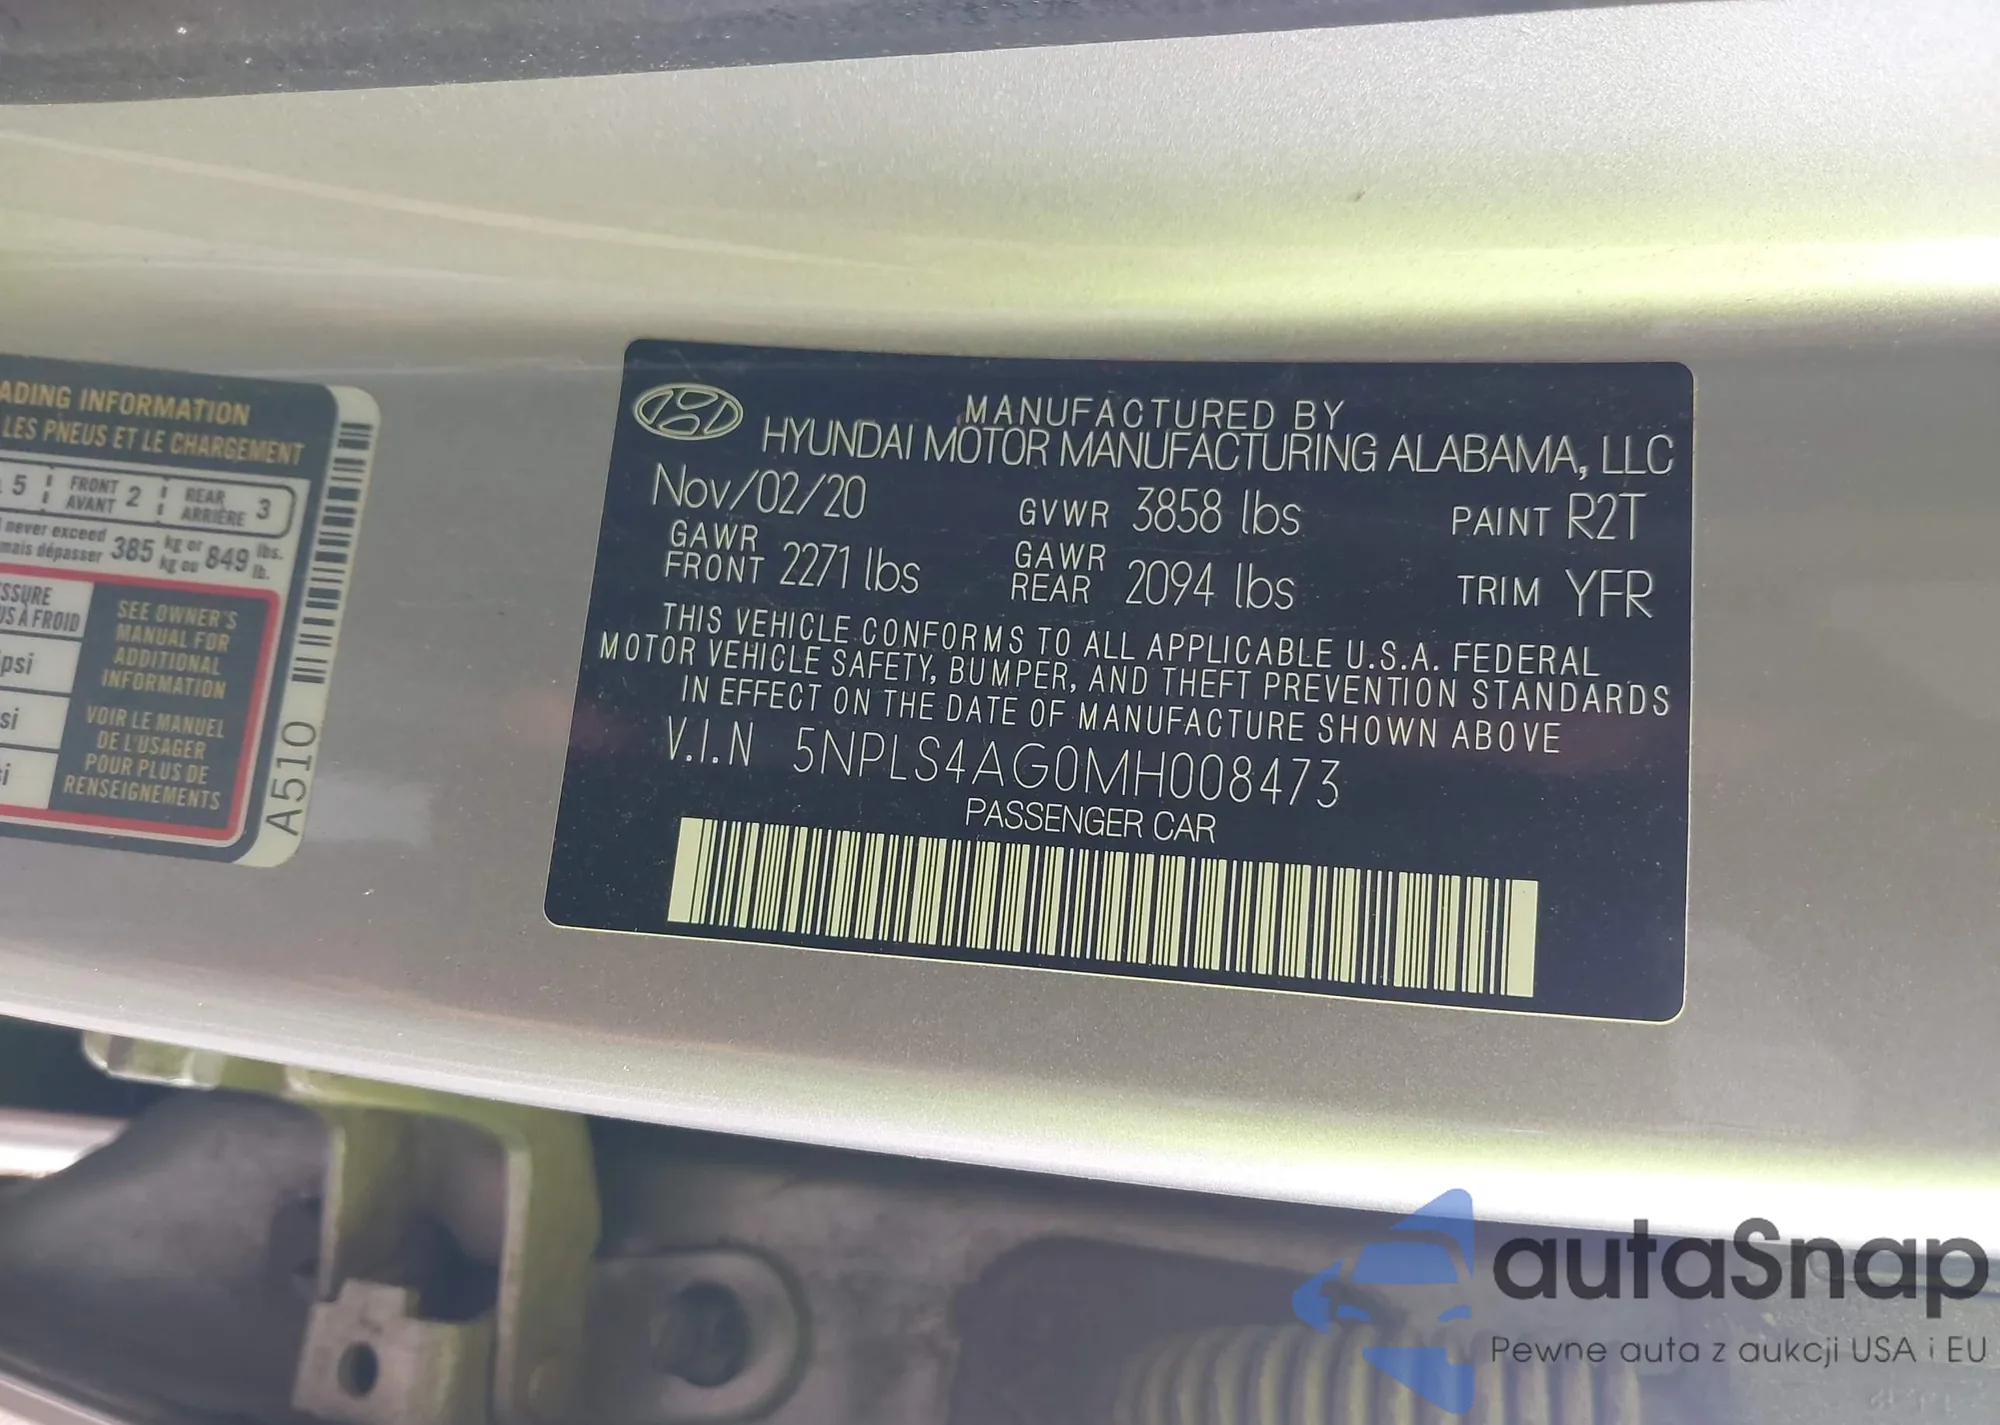 ADING INFORMATION
LES PNEUS ET LE CHARGEMENT
5 FRONT AVANT 2 REAR ARRIÈRE 3
never exceed
mais dépasser 385 kg or kg ou 849 lbs. lb.
SSURE
US À FROID
psi
si
i
SEE OWNER'S
MANUAL FOR
ADDITIONAL
INFORMATION
VOIR LE MANUEL
DE L'USAGER
POUR PLUS DE
RENSEIGNEMENTS
A510
MANUFACTURED BY
HYUNDAI MOTOR MANUFACTURING ALABAMA, LLC
Nov/02/20 GVWR 3858 lbs PAINT R2T
GAWR FRONT 2271 lbs GAWR REAR 2094 lbs TRIM YFR
THIS VEHICLE CONFORMS TO ALL APPLICABLE U.S.A. FEDERAL
MOTOR VEHICLE SAFETY, BUMPER, AND THEFT PREVENTION STANDARDS
IN EFFECT ON THE DATE OF MANUFACTURE SHOWN ABOVE
V.I.N 5NPLS4AG0MH008473
PASSENGER CAR
autaSnap
Pewne auta z aukcji USA i EU